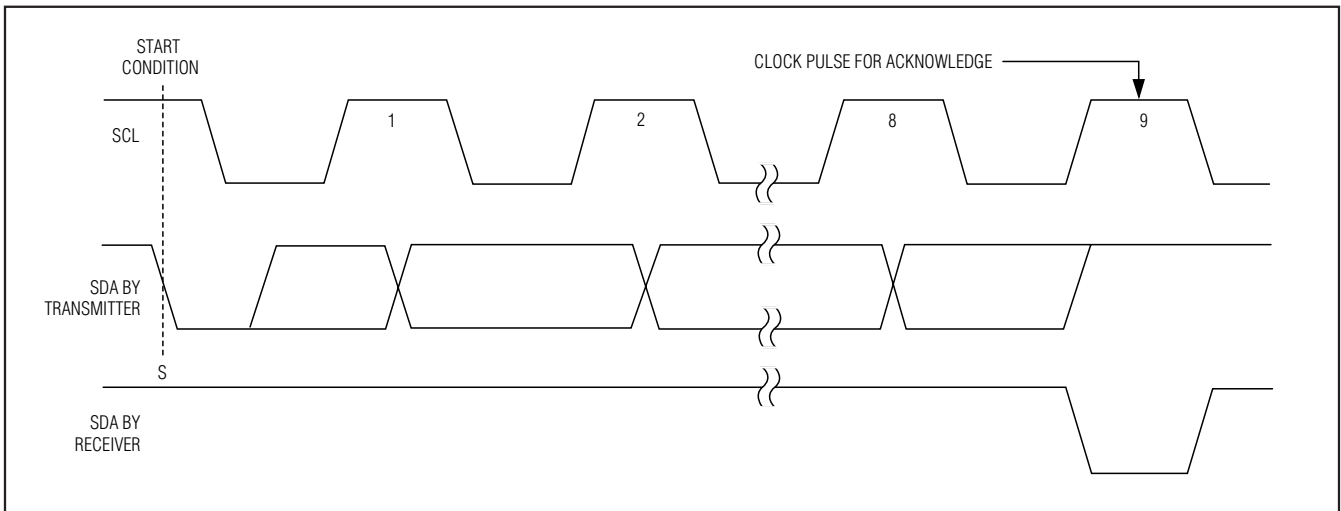 START
CONDITION
CLOCK PULSE FOR ACKNOWLEDGE
SCL
1
2
8
9
SDA BY
TRANSMITTER
S
SDA BY
RECEIVER